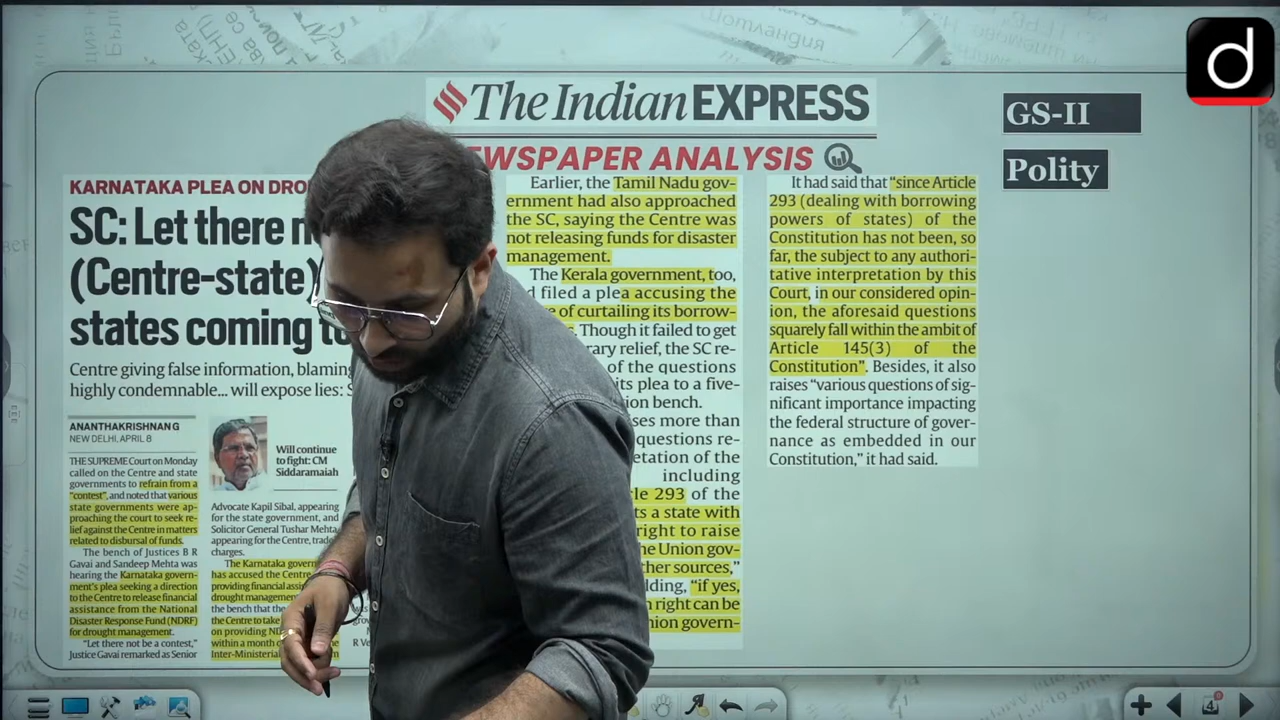 The Indian EXPRESS
GS-II
NEWSPAPER ANALYSIS
Polity
KARNATAKA PLEA ON
SC: Let there
(Centre-state)
states coming
Centre giving false information, blaming
highly condemnable... will expose lies:
ANANTHAKRISHNAN G
NEW DELHI, APRIL 8
THE SUPREME Court on Monday
called on the Centre and state
governments to refrain from a
"contest", and noted that various
state governments were ap-
proaching the court to seek re-
lief against the Centre in matters
related to disbursal of funds.
The bench of Justices B R
Gavai and Sandeep Mehta was
hearing the Karnataka govern-
ment's plea seeking a direction
to the Centre to release financial
assistance from the National
Disaster Response Fund (NDRF)
for drought management.
"Let there not be a contest,"
Justice Gavai remarked as Senior
Will continue
to fight: CM
Siddaramaiah
Advocate Kapil Sibal, appearing
for the state government, and
Solicitor General Tushar Mehta,
appearing for the Centre, trade
charges.
The Karnataka govern
has accused the Centre
providing financial assis
drought management
the bench that the
the Centre to take
on providing ND
within a month of
Inter-Ministerial
Earlier, the Tamil Nadu gov-
ernment had also approached
the SC, saying the Centre was
not releasing funds for disaster
management.
The Kerala government, too,
d filed a plea accusing the
e of curtailing its borrow-
. Though it failed to get
rary relief, the SC re-
of the questions
its plea to a five-
ion bench.
ses more than
questions re-
etation of the
including
le 293 of the
ts a state with
right to raise
he Union gov-
ther sources,"
lding, "if yes,
h right can be
nion govern-
It had said that "since Article
293 (dealing with borrowing
powers of states) of the
Constitution has not been, so
far, the subject to any authori-
tative interpretation by this
Court, in our considered opin-
ion, the aforesaid questions
squarely fall within the ambit of
Article 145(3) of the
Constitution". Besides, it also
raises "various questions of sig-
nificant importance impacting
the federal structure of gover-
nance as embedded in our
Constitution," it had said.
4